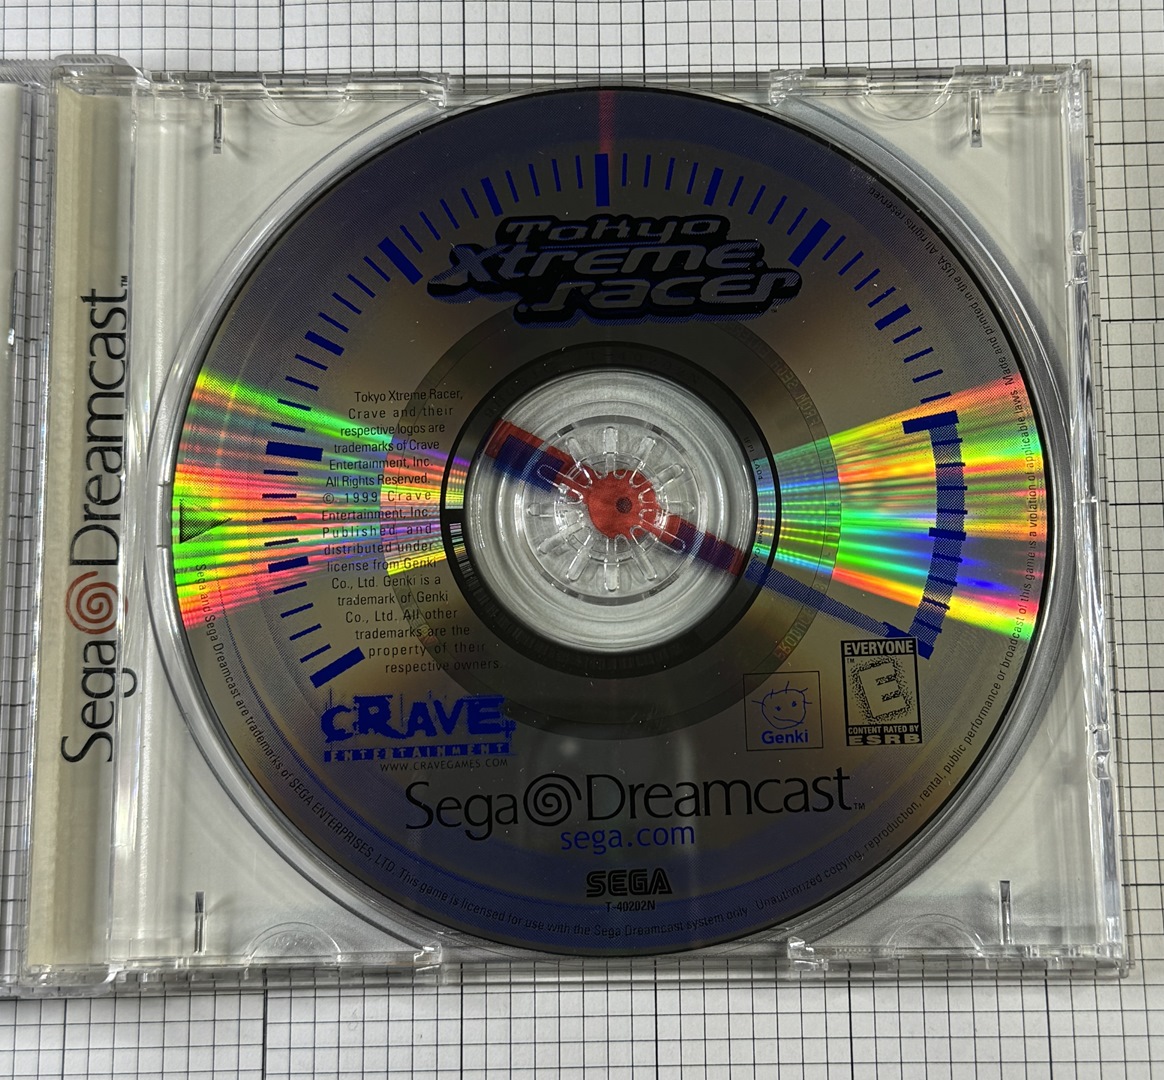 Sega Dreamcast™
Tokyo
Xtreme
racer
Tokyo Xtreme Racer,
Crave and their
respective logos are
trademarks of Crave
Entertainment, Inc.
All Rights Reserved.
© 1999 Crave
Entertainment, Inc.
Published and
distributed under
license from Genki
Co., Ltd. Genki is a
trademark of Genki
Co., Ltd. All other
trademarks are the
property of their
respective owners.
CRAVE
ENTERTAINMENT
WWW.CRAVEGAMES.COM
Genki
EVERYONE
™
E
CONTENT RATED BY
ESRB
Sega Dreamcast™
sega.com
SEGA
T-40202N
Sega and Sega Dreamcast are trademarks of SEGA ENTERPRISES, LTD. This game is licensed for use with the Sega Dreamcast system only. Unauthorized copying, reproduction, rental, public performance or broadcast of this game is a violation of applicable laws. Made and printed in the USA. All rights reserved.